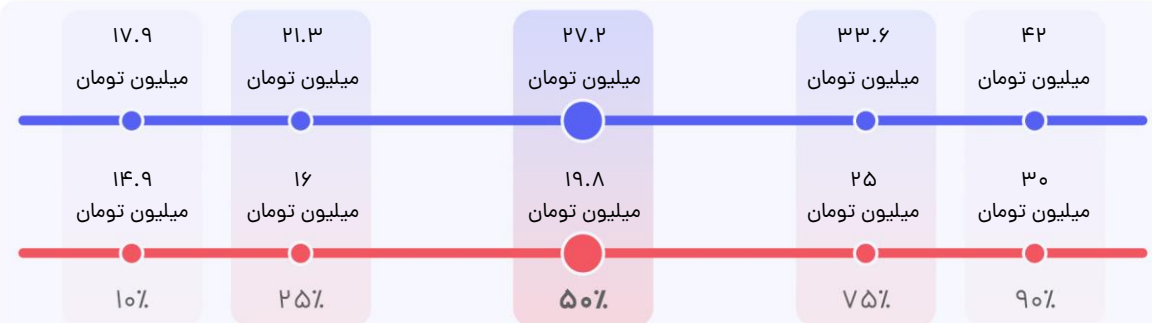 ۱۷.۹ ۲۱.۳ ۲۷.۲ ۳۳.۶ ۴۲
میلیون تومان میلیون تومان میلیون تومان میلیون تومان میلیون تومان
۱۴.۹ ۱۶ ۱۹.۸ ۲۵ ۳۰
میلیون تومان میلیون تومان میلیون تومان میلیون تومان میلیون تومان
۱۰٪ ۲۵٪ ۵۰٪ ۷۵٪ ۹۰٪